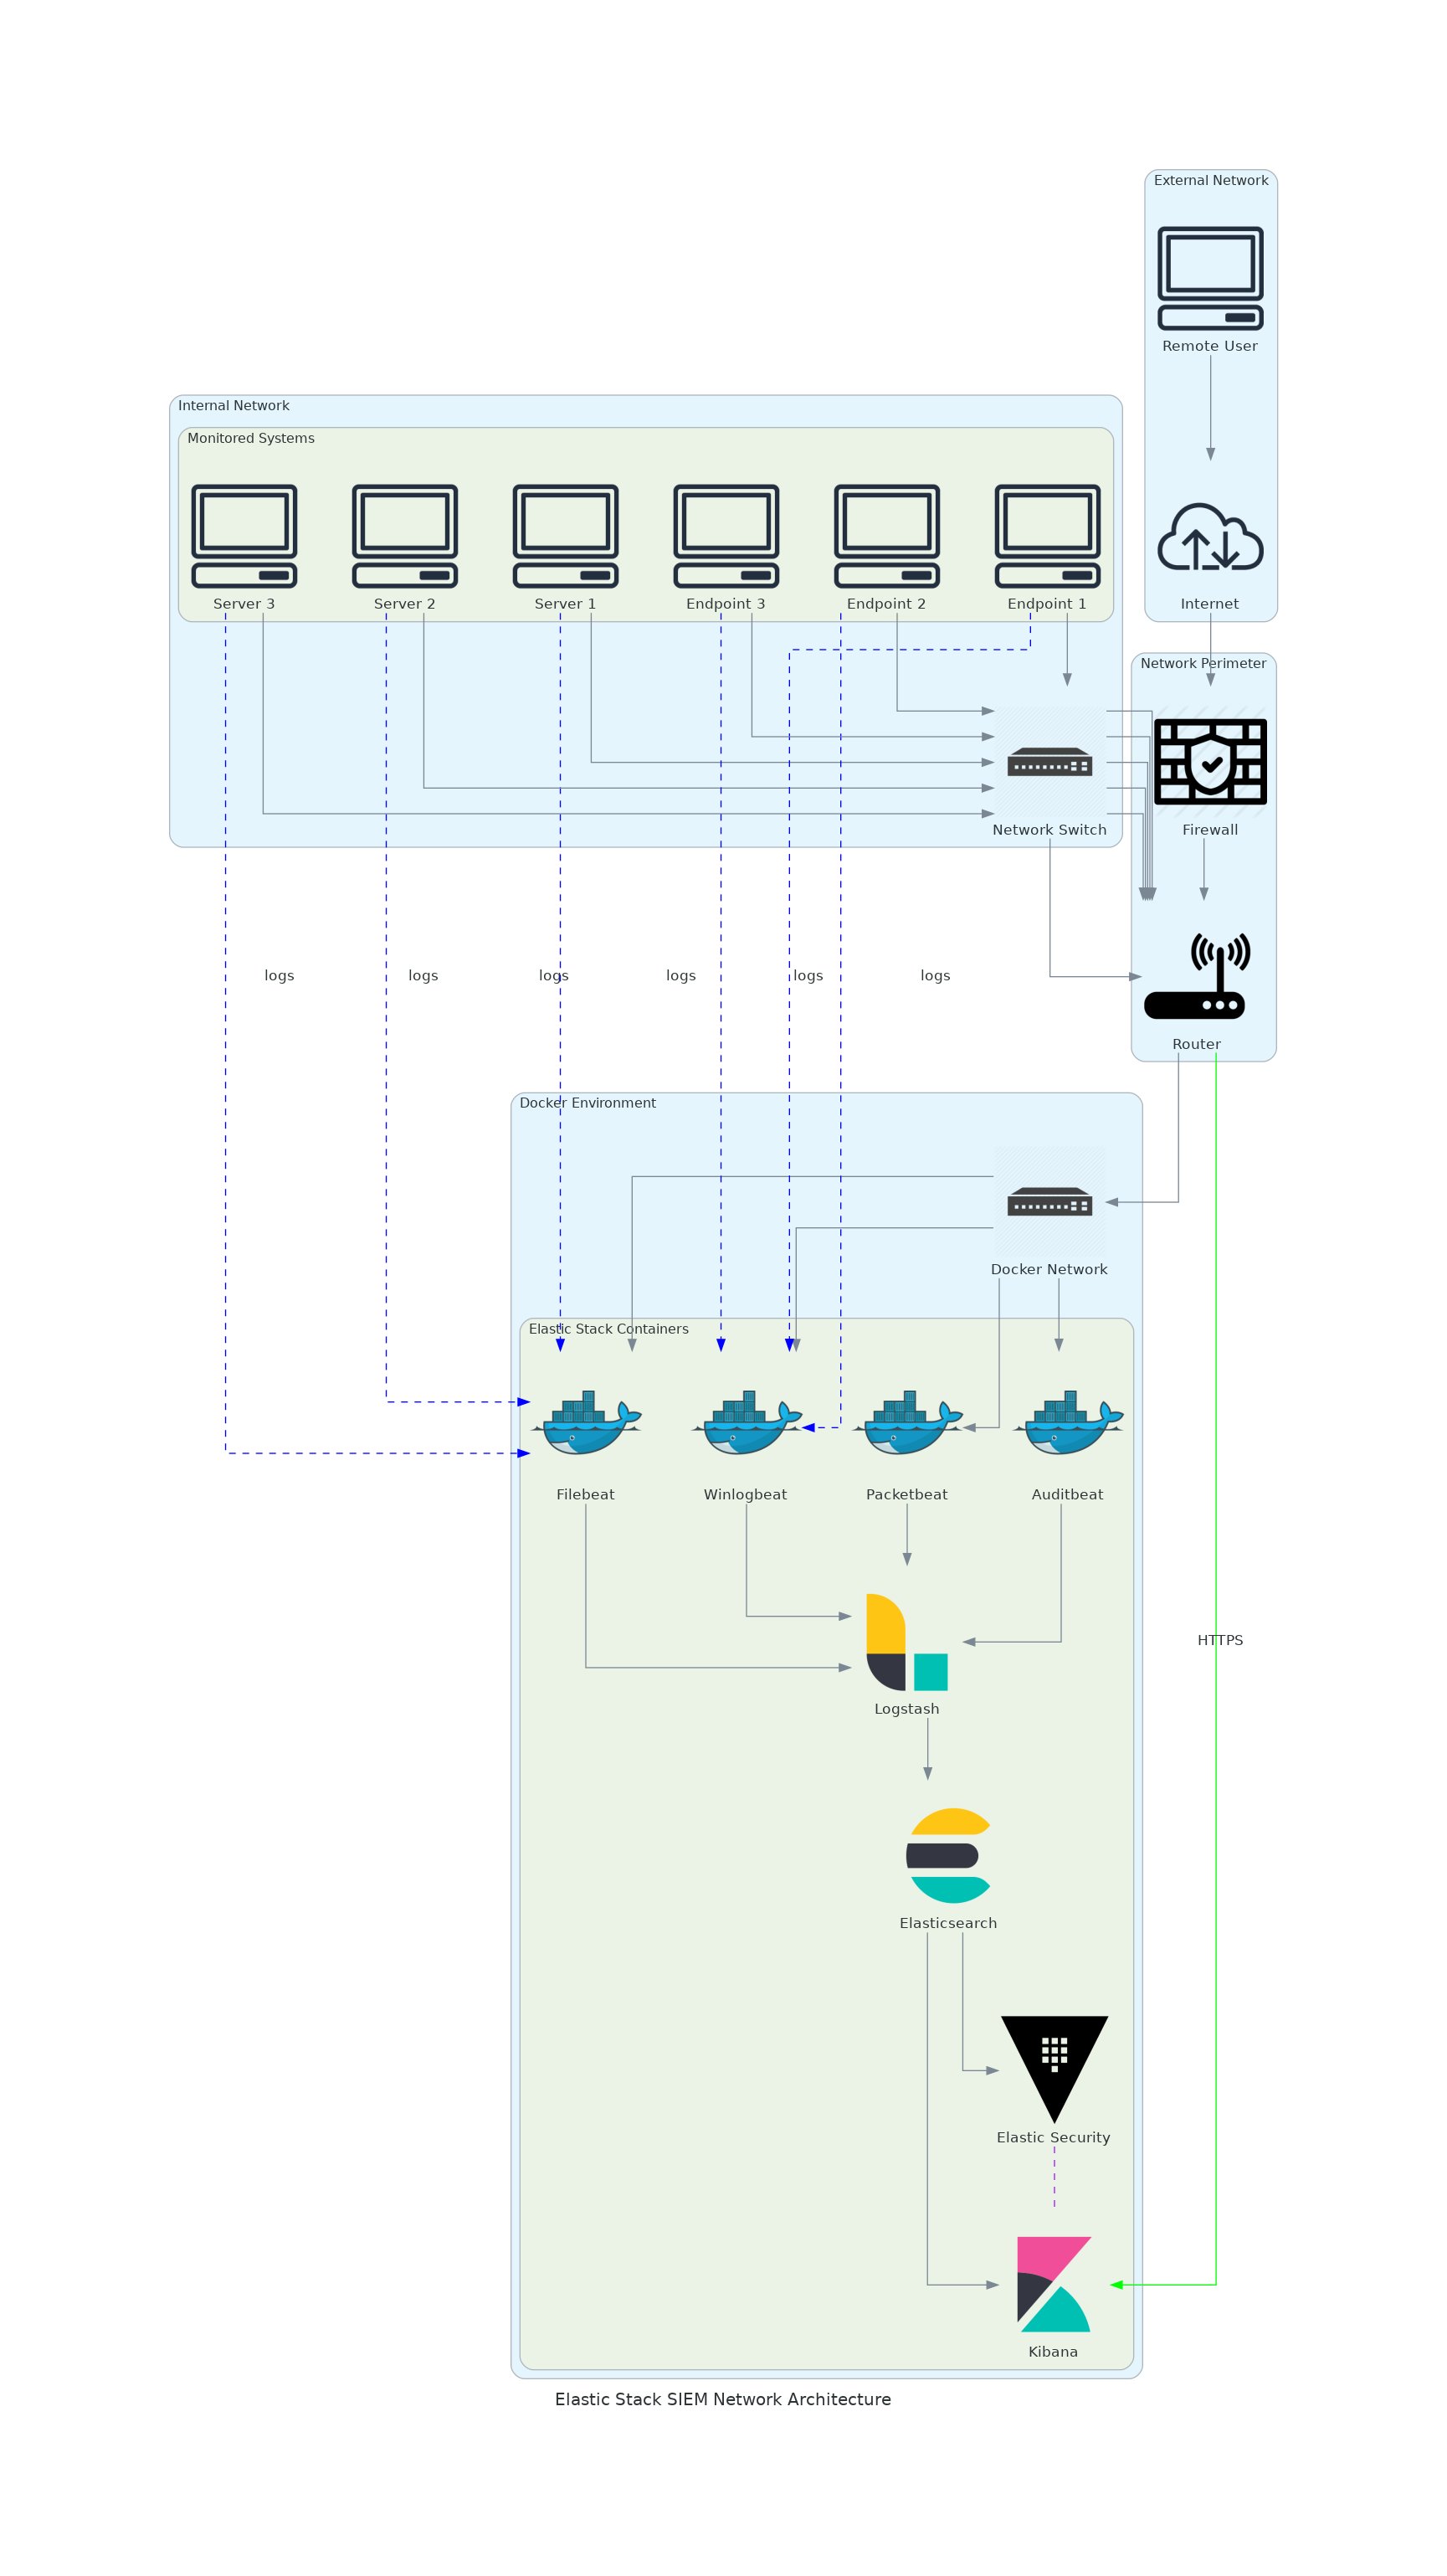 External Network
Remote User
Internal Network
Monitored Systems
Server 3
Server 2
Server 1
Endpoint 3
Endpoint 2
Endpoint 1
Internet
Network Perimeter
Network Switch
Firewall
logs
logs
logs
logs
logs
logs
Router
Docker Environment
Docker Network
Elastic Stack Containers
Filebeat
Winlogbeat
Packetbeat
Auditbeat
HTTPS
Logstash
Elasticsearch
Elastic Security
Kibana
Elastic Stack SIEM Network Architecture